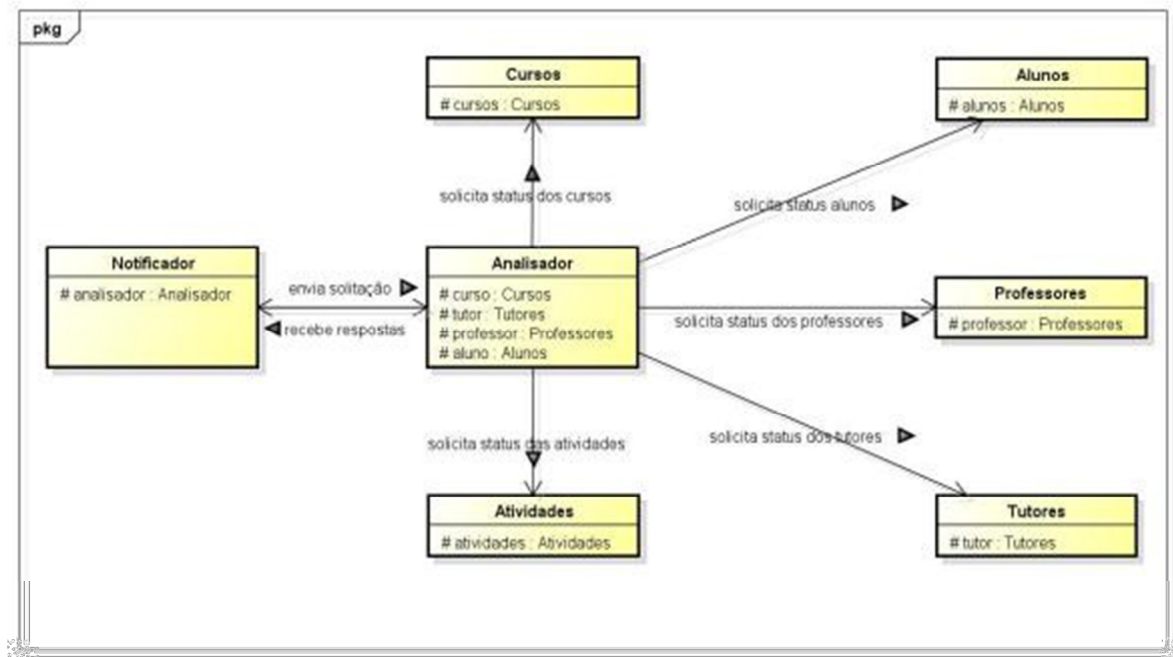 pkg
Cursos
# cursos : Cursos
Alunos
# alunos : Alunos
solicita status dos cursos
solicita status alunos
Notificador
# analisador : Analisador
envia solitação
recebe respostas
Analisador
# curso : Cursos
# tutor : Tutores
# professor : Professores
# aluno : Alunos
Professores
# professor : Professores
solicita status dos professores
solicita status das atividades
solicita status dos tutores
Atividades
# atividades : Atividades
Tutores
# tutor : Tutores